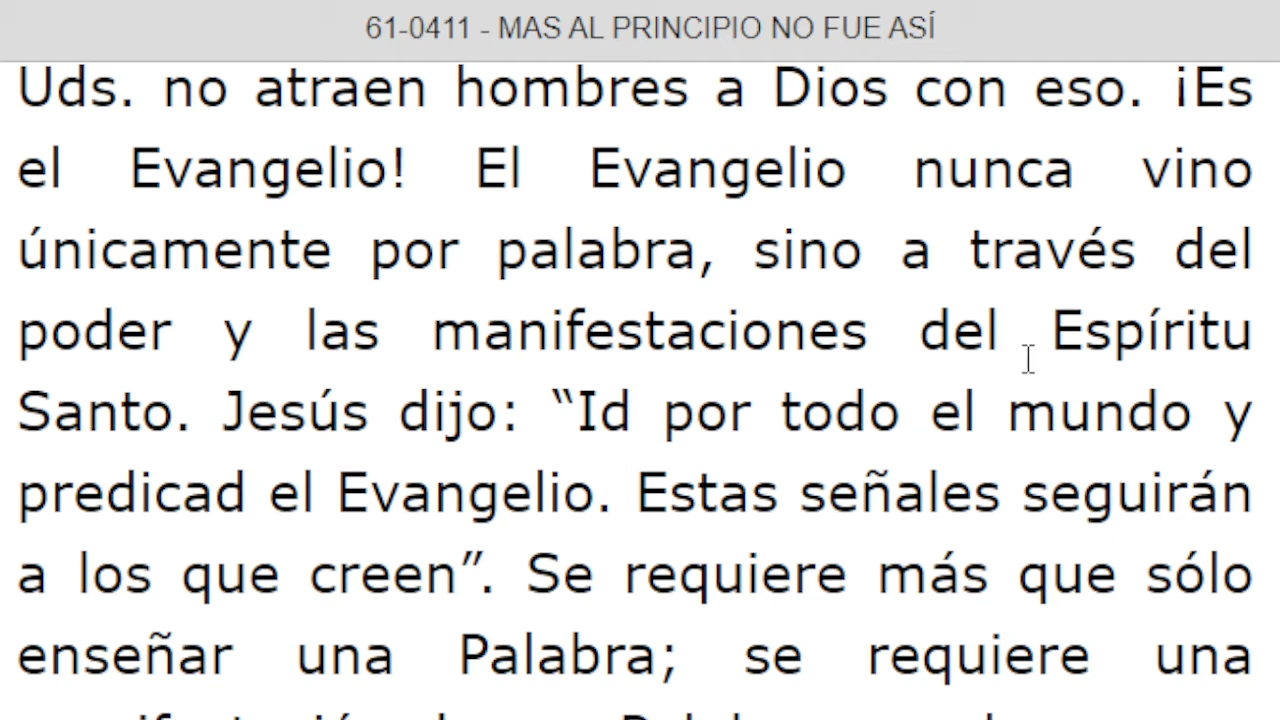 61-0411 - MAS AL PRINCIPIO NO FUE ASÍ
Uds. no atraen hombres a Dios con eso. ¡Es
el Evangelio! El Evangelio nunca vino
únicamente por palabra, sino a través del
poder y las manifestaciones del Espíritu
Santo. Jesús dijo: “Id por todo el mundo y
predicad el Evangelio. Estas señales seguirán
a los que creen”. Se requiere más que sólo
enseñar una Palabra; se requiere una